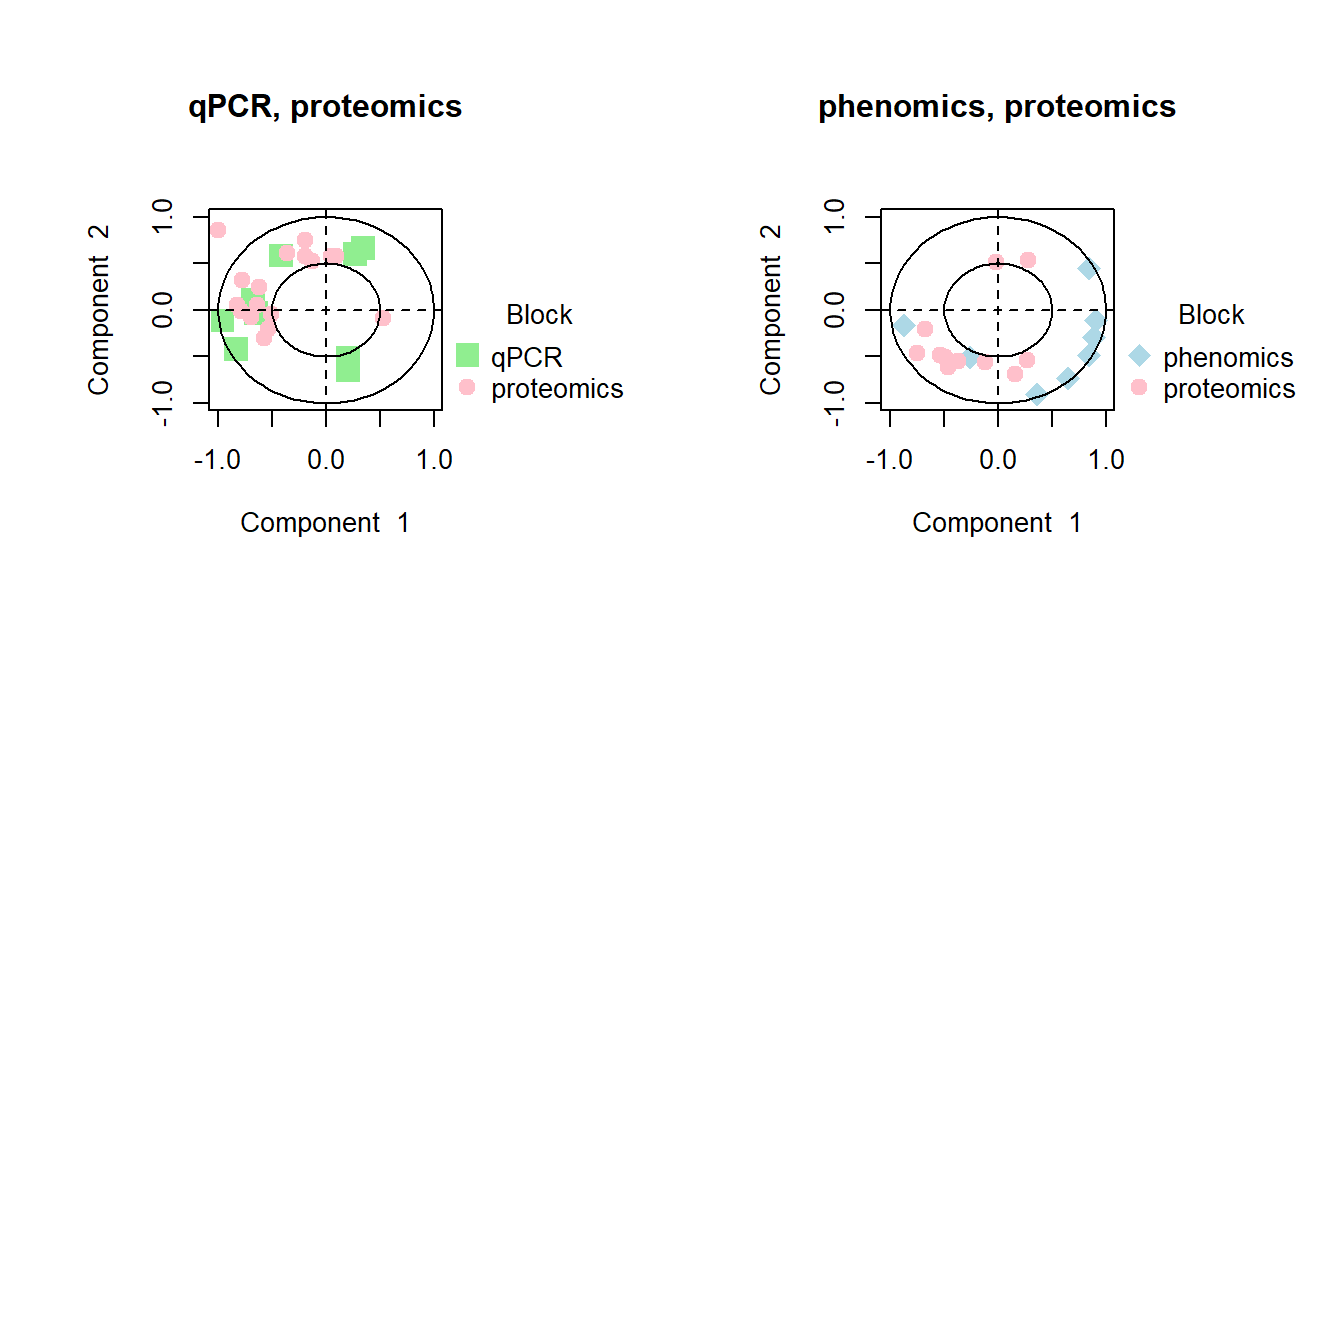 qPCR, proteomics
Component 2
1.0
0.0
-1.0
-1.0 0.0 1.0
Component 1
Block
qPCR
proteomics
phenomics, proteomics
Component 2
1.0
0.0
-1.0
-1.0 0.0 1.0
Component 1
Block
phenomics
proteomics